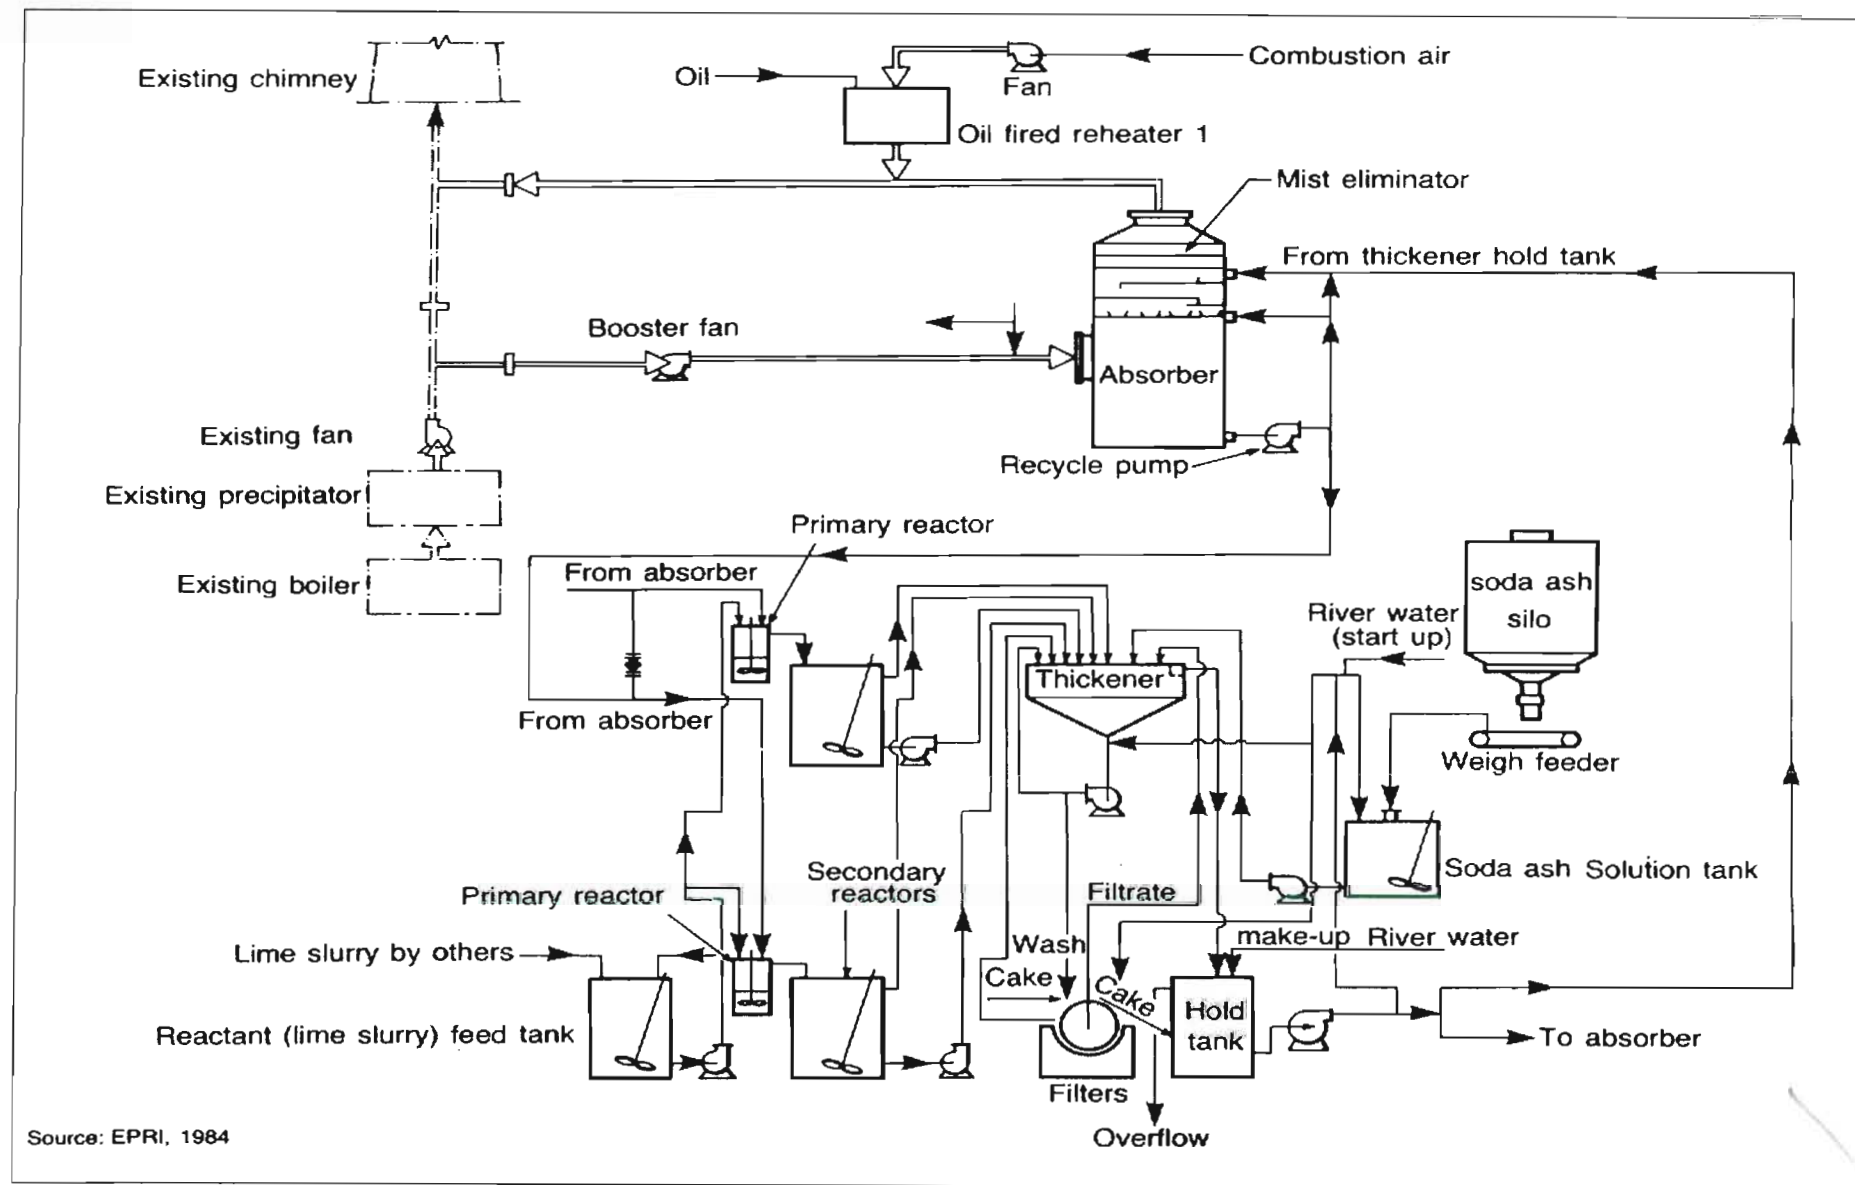 Existing chimney
Oil
Fan
Combustion air
Oil fired reheater 1
Mist eliminator
From thickener hold tank
Booster fan
Absorber
Existing fan
Recycle pump
Existing precipitator
Existing boiler
Primary reactor
From absorber
soda ash
silo
River water
(start up)
Thickener
From absorber
Weigh feeder
Secondary
reactors
Soda ash Solution tank
Primary reactor
Filtrate
Lime slurry by others
Wash
make-up River water
Cake
Cake
Hold
tank
Reactant (lime slurry) feed tank
To absorber
Filters
Overflow
Source: EPRI, 1984